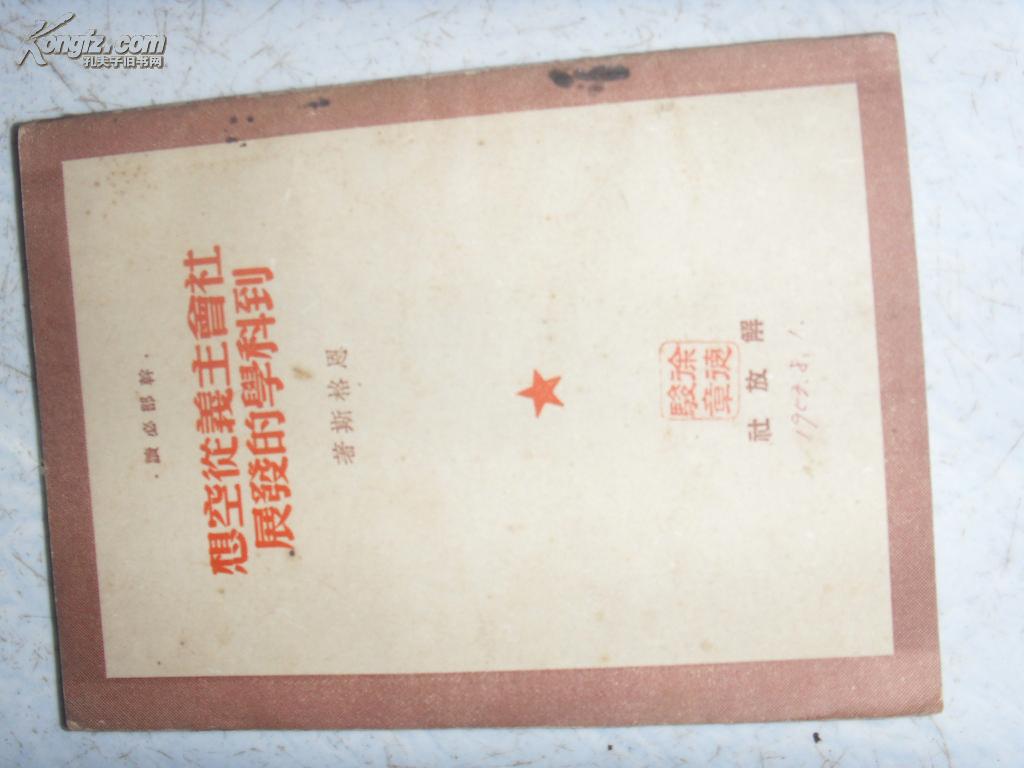 Kongfz.com
孔夫子旧书网
·幹部必讀·
社會主義從空想
到科學的發展
恩格斯著
解放社